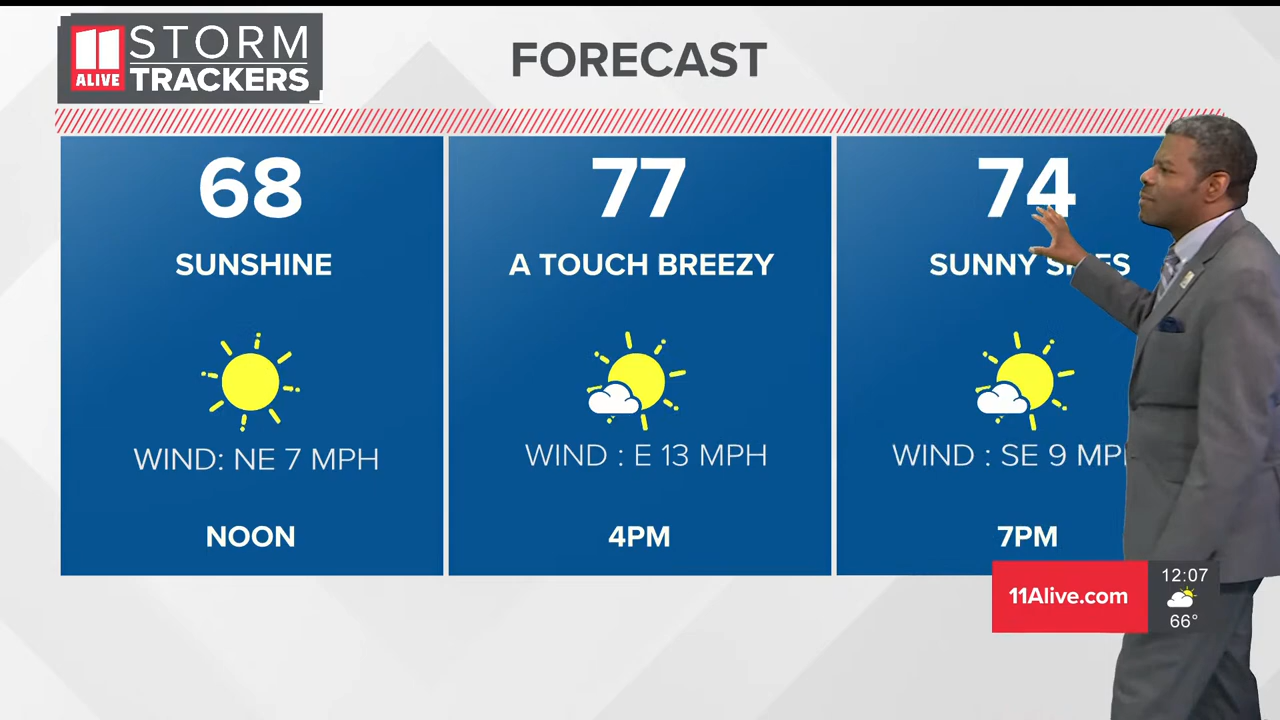 11 ALIVE
STORM
TRACKERS
FORECAST
68
SUNSHINE
WIND: NE 7 MPH
NOON
77
A TOUCH BREEZY
WIND : E 13 MPH
4PM
74
SUNNY
WIND : SE 9
7PM
11Alive.com
12:07
66°